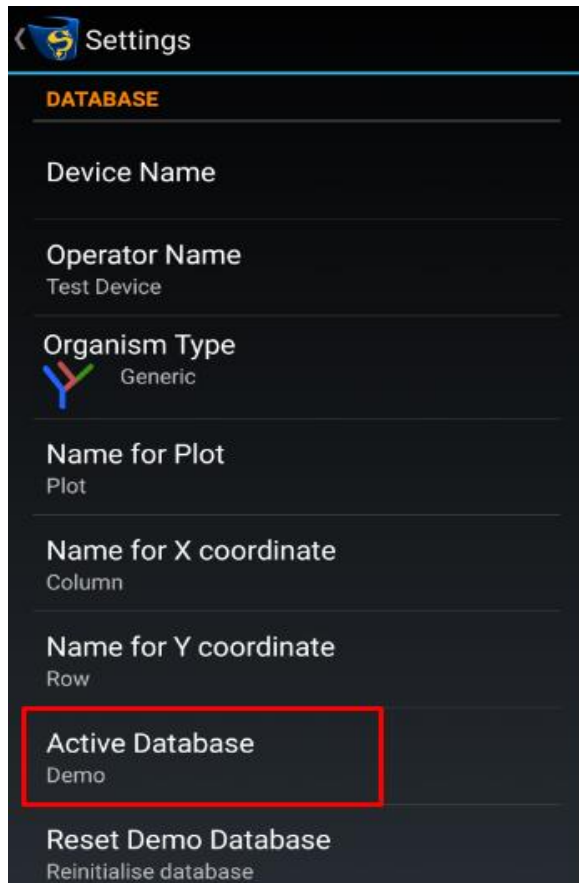 Settings
DATABASE
Device Name
Operator Name
Test Device
Organism Type
Generic
Name for Plot
Plot
Name for X coordinate
Column
Name for Y coordinate
Row
Active Database
Demo
Reset Demo Database
Reinitialise database